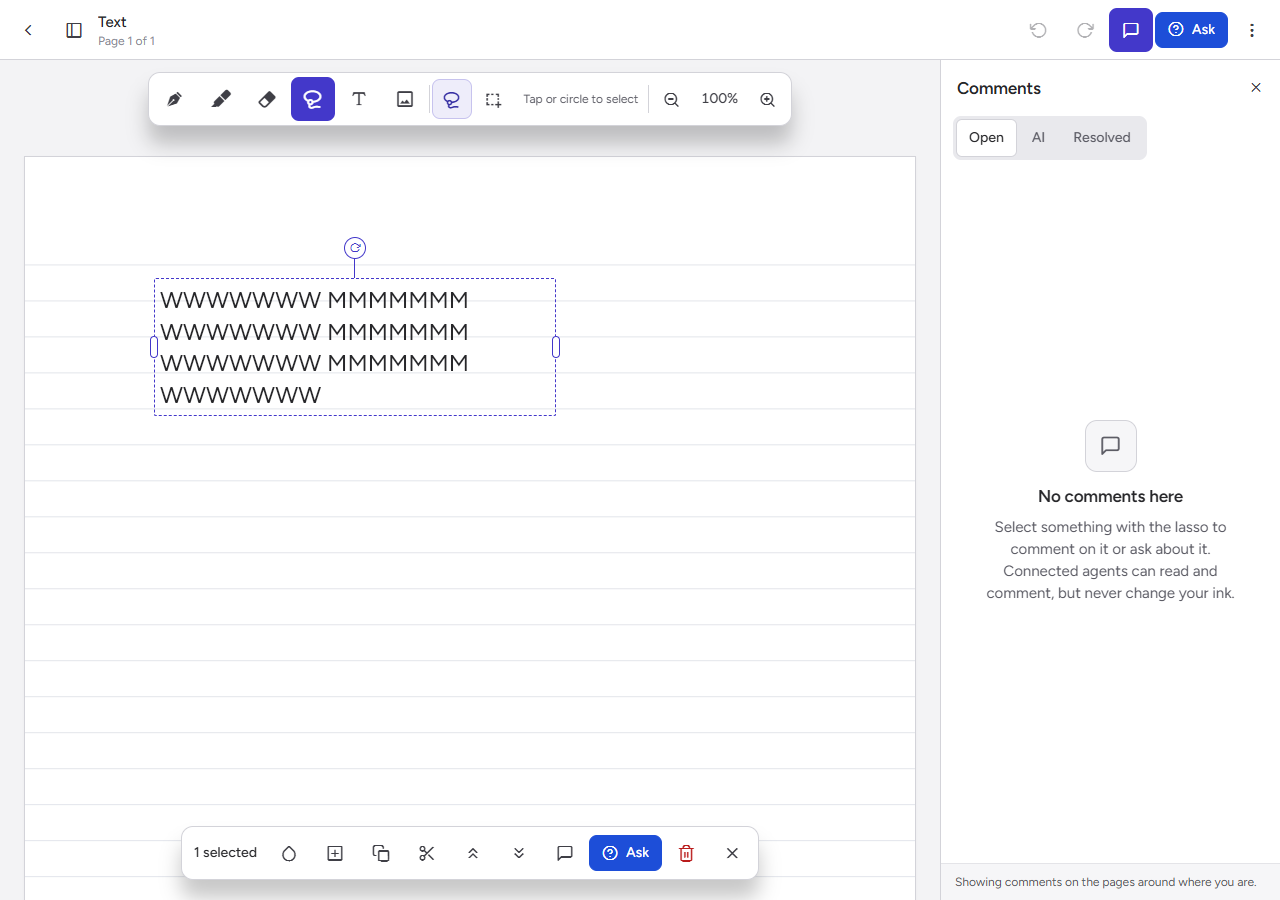 Text
Page 1 of 1
Ask
Tap or circle to select
100%
WWWWWWW MMMMMMM
WWWWWWW MMMMMMM
WWWWWWW MMMMMMM
WWWWWWW
1 selected
Ask
Comments
Open
AI
Resolved
No comments here
Select something with the lasso to
comment on it or ask about it.
Connected agents can read and
comment, but never change your ink.
Showing comments on the pages around where you are.